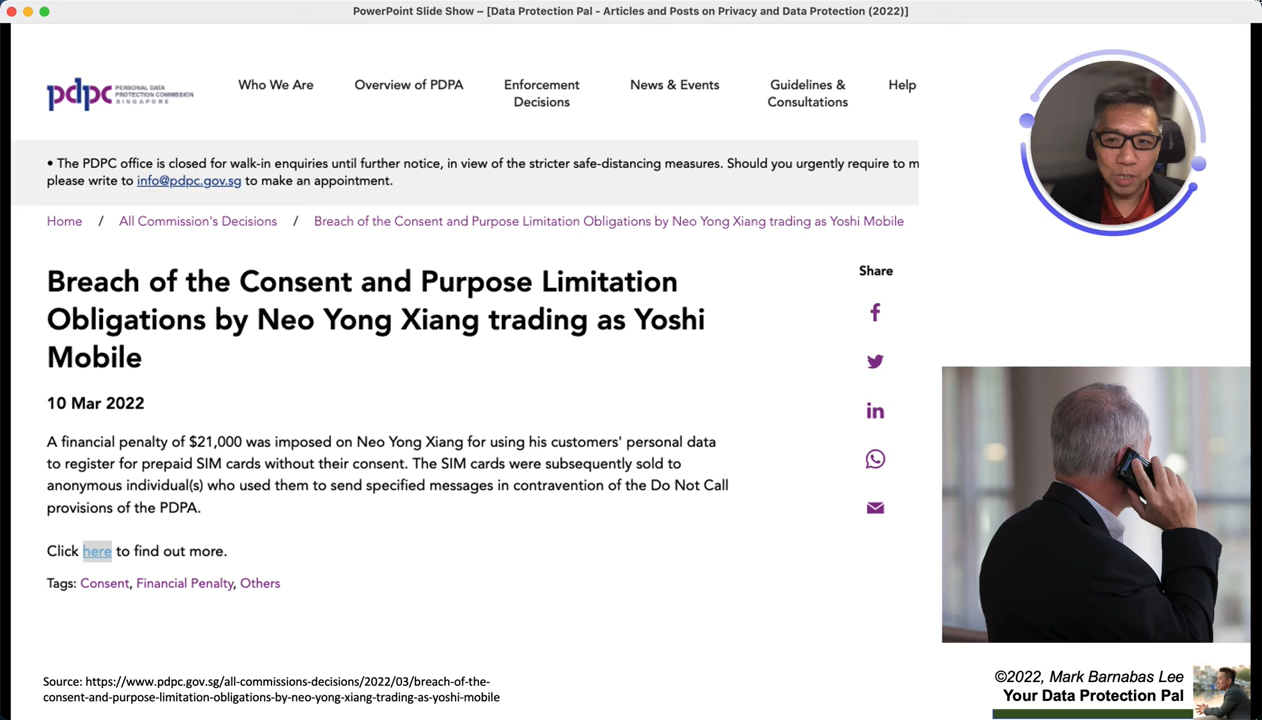 PowerPoint Slide Show – [Data Protection Pal - Articles and Posts on Privacy and Data Protection (2022)]
pdpc PERSONAL DATA
PROTECTION COMMISSION
SINGAPORE
Who We Are
Overview of PDPA
Enforcement
Decisions
News & Events
Guidelines &
Consultations
Help
• The PDPC office is closed for walk-in enquiries until further notice, in view of the stricter safe-distancing measures. Should you urgently require to m
please write to info@pdpc.gov.sg to make an appointment.
Home / All Commission's Decisions / Breach of the Consent and Purpose Limitation Obligations by Neo Yong Xiang trading as Yoshi Mobile
Breach of the Consent and Purpose Limitation
Obligations by Neo Yong Xiang trading as Yoshi
Mobile
Share
10 Mar 2022
A financial penalty of $21,000 was imposed on Neo Yong Xiang for using his customers' personal data
to register for prepaid SIM cards without their consent. The SIM cards were subsequently sold to
anonymous individual(s) who used them to send specified messages in contravention of the Do Not Call
provisions of the PDPA.
Click here to find out more.
Tags: Consent, Financial Penalty, Others
Source: https://www.pdpc.gov.sg/all-commissions-decisions/2022/03/breach-of-the-
consent-and-purpose-limitation-obligations-by-neo-yong-xiang-trading-as-yoshi-mobile
©2022, Mark Barnabas Lee
Your Data Protection Pal